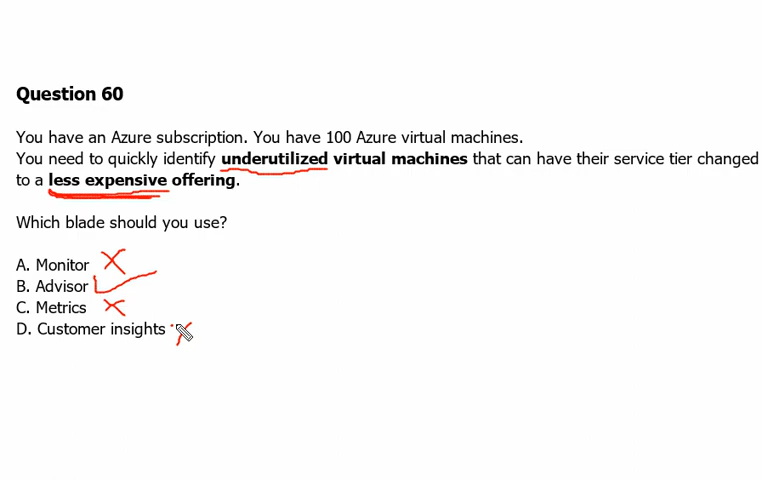 Question 60
You have an Azure subscription. You have 100 Azure virtual machines.
You need to quickly identify underutilized virtual machines that can have their service tier changed
to a less expensive offering.
Which blade should you use?
A. Monitor
B. Advisor
C. Metrics
D. Customer insights